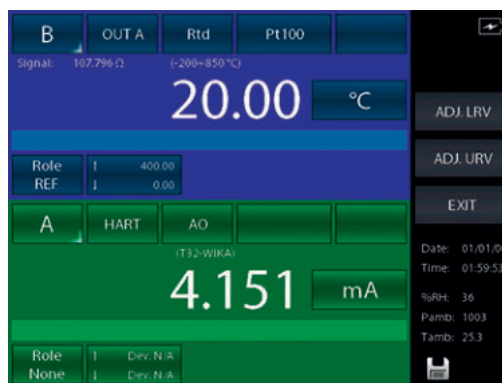 B OUT A Rtd Pt100
Signal: 107.796 Ω (-200÷850°C)
20.00 °C
Role REF
↑ 400.00
↓ 0.00
A HART AO
(T32-WIKA)
4.151 mA
Role None
Dev. N/A
Dev. N/A
ADJ. LRV
ADJ. URV
EXIT
Date: 01/01/0
Time: 01:59:53
%RH: 36
Pamb: 1003
Tamb: 25.3